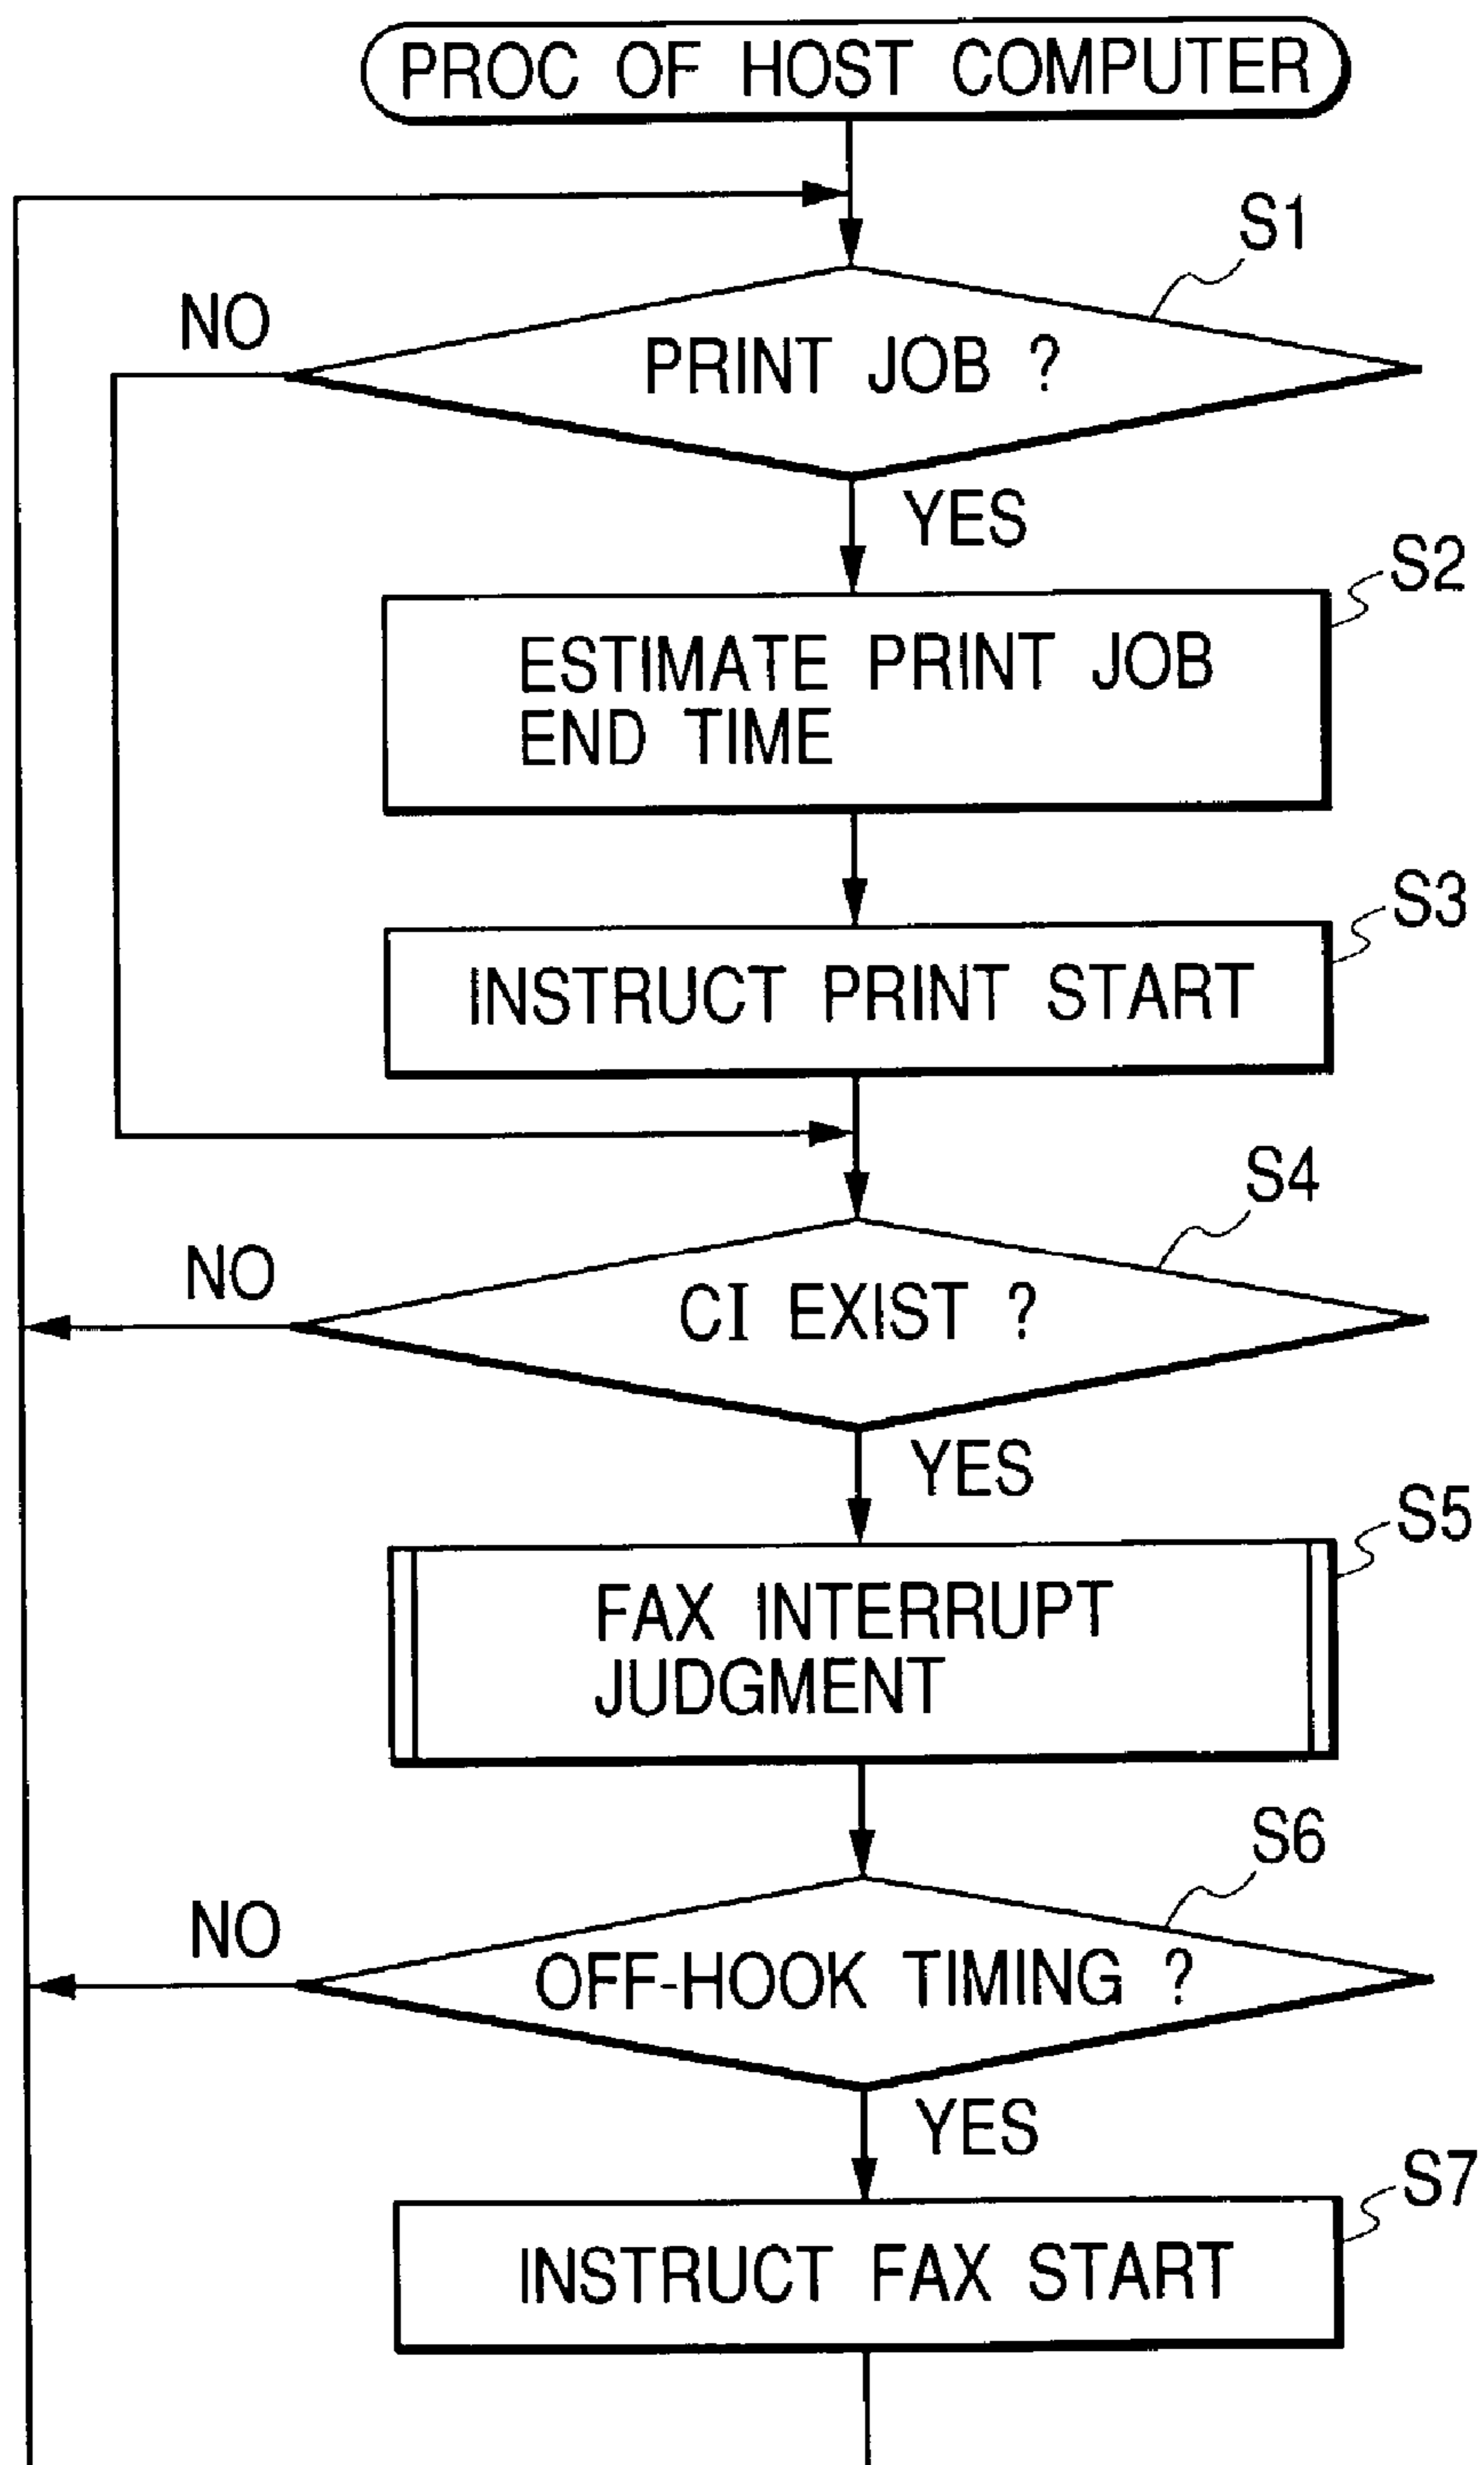 PROC OF HOST COMPUTER
S1
NO
PRINT JOB ?
YES
S2
ESTIMATE PRINT JOB
END TIME
S3
INSTRUCT PRINT START
S4
NO
CI EXIST ?
YES
S5
FAX INTERRUPT
JUDGMENT
S6
NO
OFF-HOOK TIMING ?
YES
S7
INSTRUCT FAX START